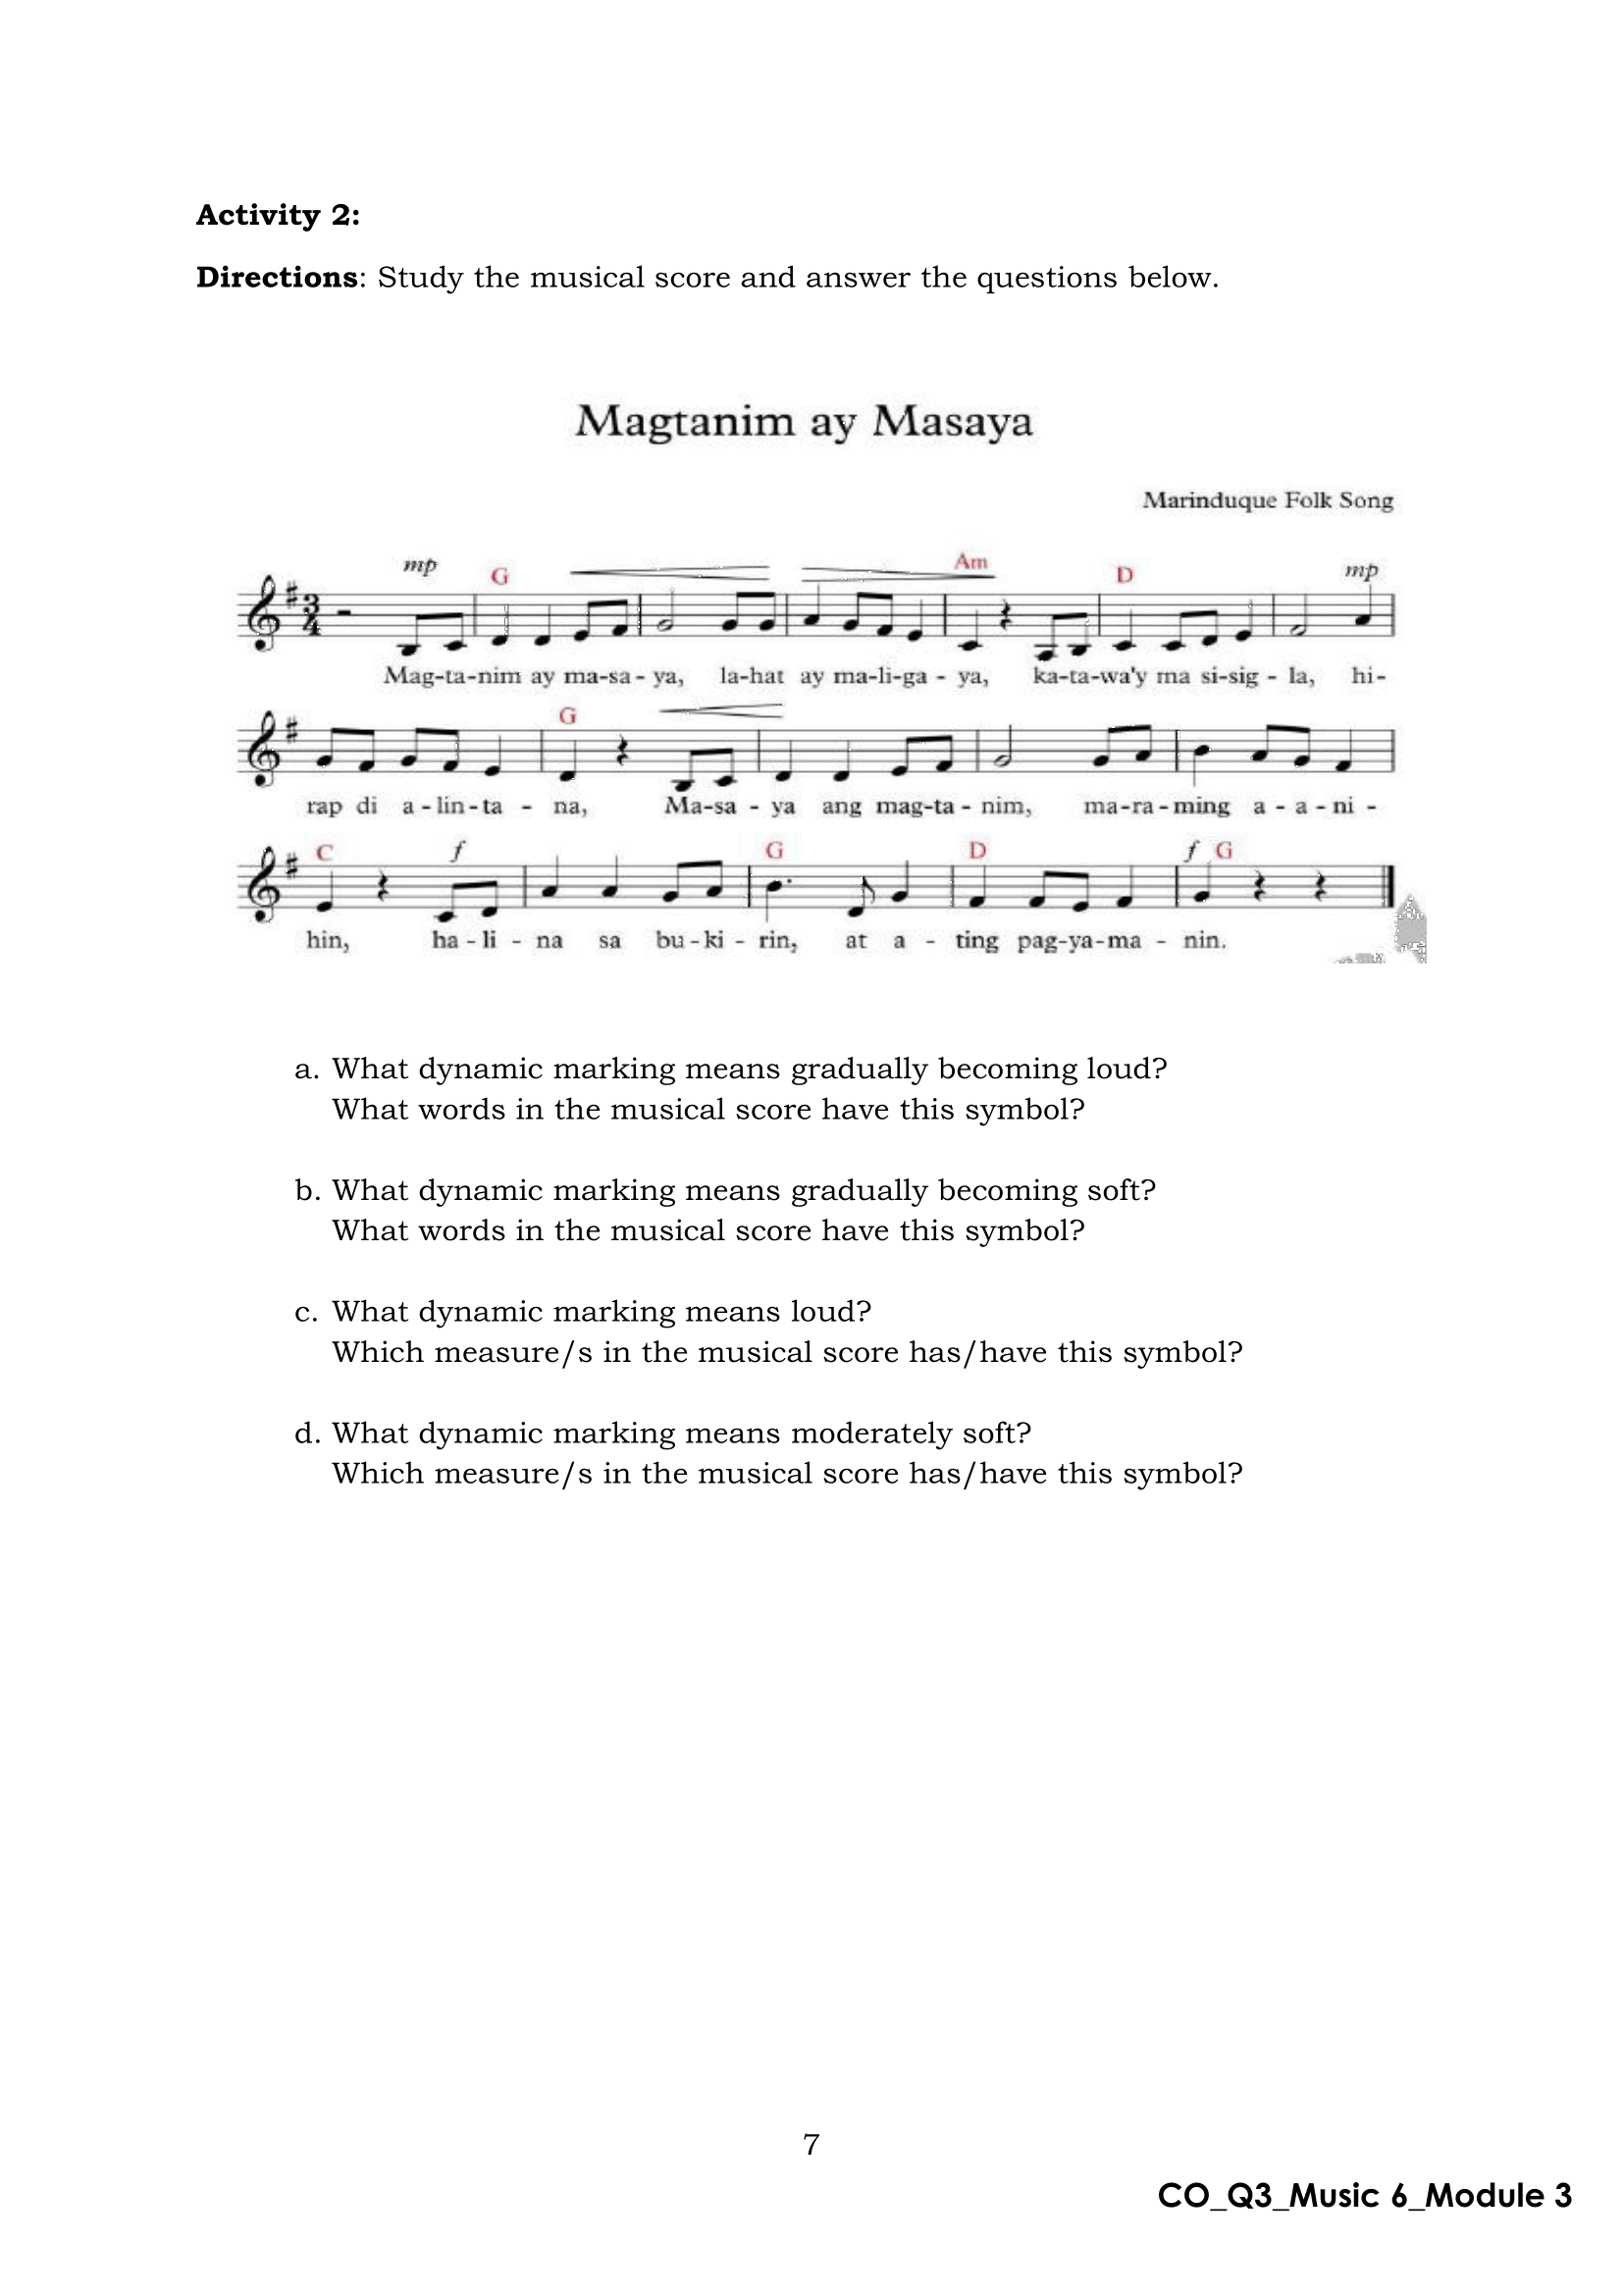 Activity 2:
Directions: Study the musical score and answer the questions below.
Magtanim ay Masaya
Marinduque Folk Song
mp G Am D mp
3
4
Mag-ta-nim ay ma-sa-ya, la-hat ay ma-li-ga-ya, ka-ta-wa'y ma si-sig-la, hi-
G
rap di a-lin-ta-na, Ma-sa-ya ang mag-ta-nim, ma-ra-ming a-a-ni-
C f G D f G
hin, ha-li-na sa bu-ki-rin, at a-ting pag-ya-ma-nin.
a. What dynamic marking means gradually becoming loud?
What words in the musical score have this symbol?
b. What dynamic marking means gradually becoming soft?
What words in the musical score have this symbol?
c. What dynamic marking means loud?
Which measure/s in the musical score has/have this symbol?
d. What dynamic marking means moderately soft?
Which measure/s in the musical score has/have this symbol?
7
CO_Q3_Music 6_Module 3